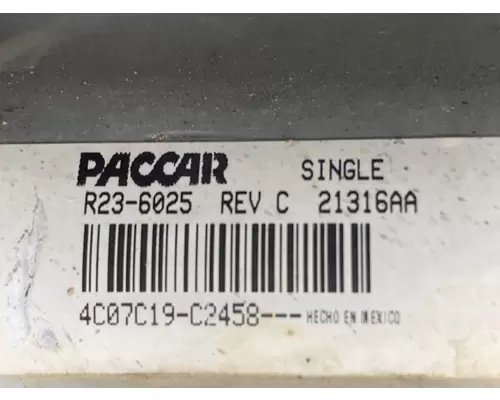 PACCAR SINGLE
R23-6025 REV C 21316AA
4C07C19-C2458--- HECHO EN MEXICO